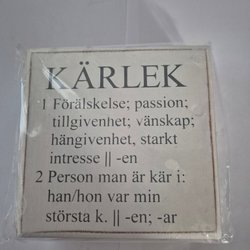 KÄRLEK
1 Förälskelse; passion;
tillgivenhet; vänskap;
hängivenhet, starkt
intresse || -en
2 Person man är kär i:
han/hon var min
största k. || -en; -ar